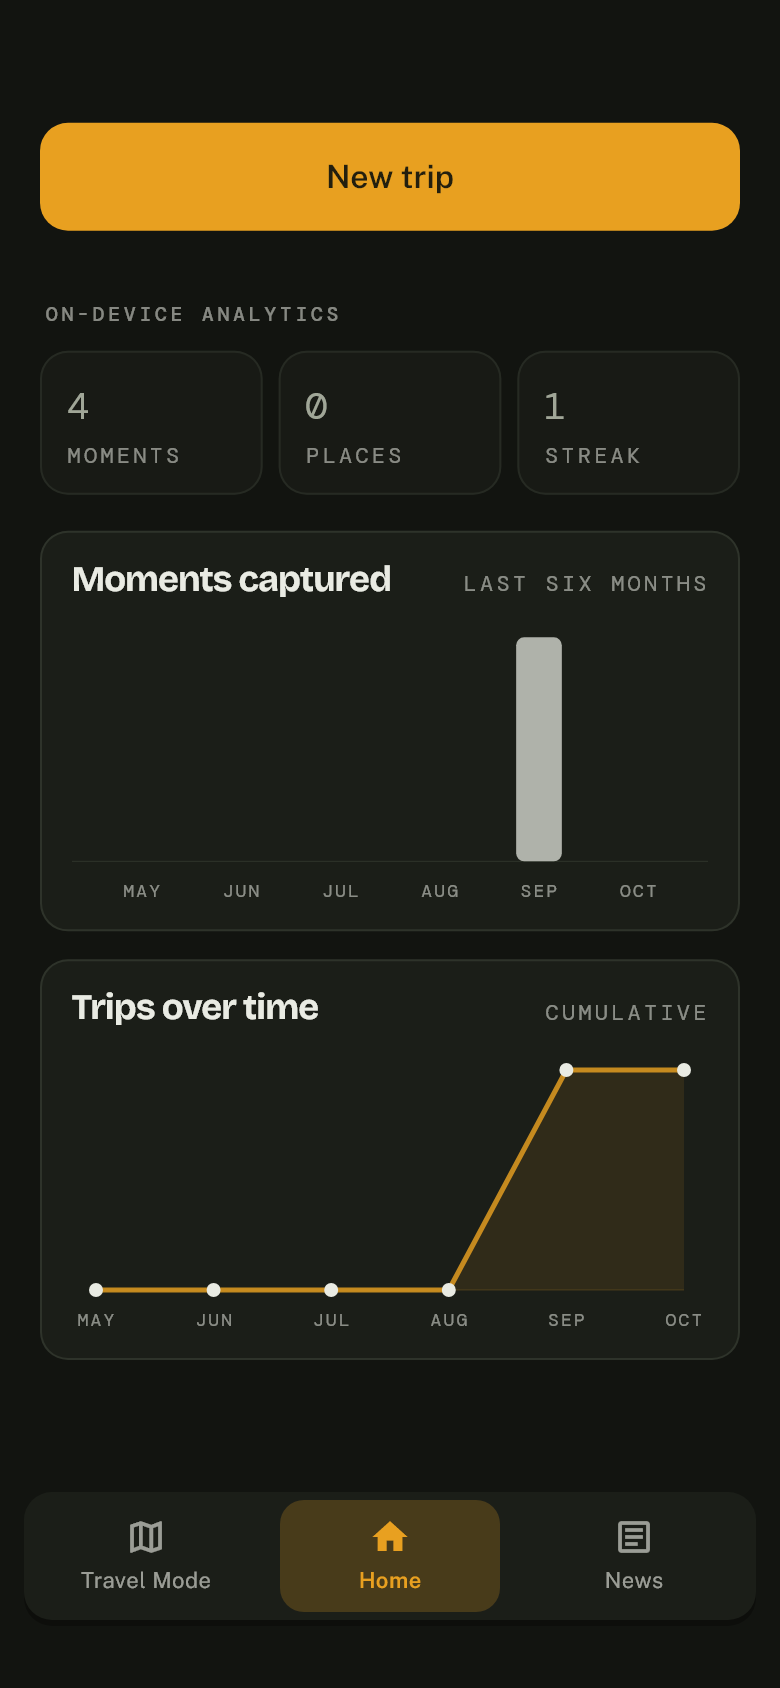 New trip
ON-DEVICE ANALYTICS
4 0 1
MOMENTS PLACES STREAK
Moments captured LAST SIX MONTHS
MAY JUN JUL AUG SEP OCT
Trips over time CUMULATIVE
MAY JUN JUL AUG SEP OCT
Travel Mode Home News